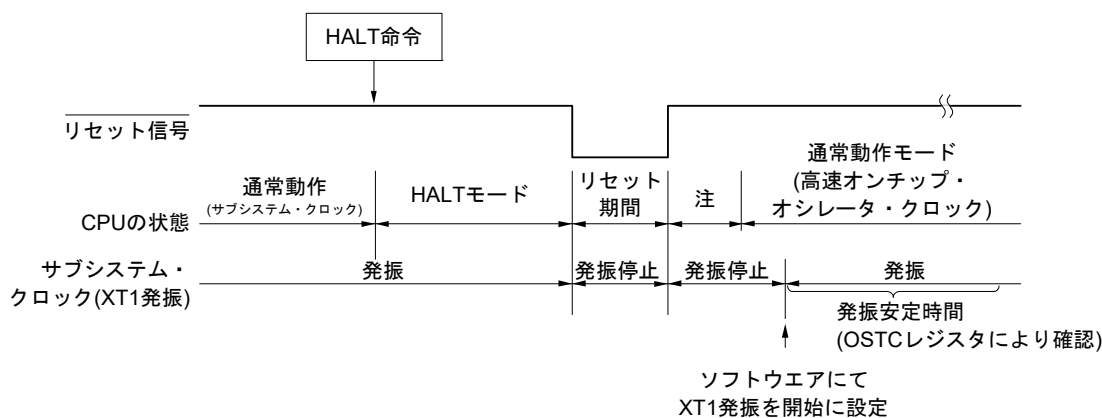 HALT命令
リセット信号
通常動作
(サブシステム・クロック)
HALTモード
リセット
期間
注
通常動作モード
(高速オンチップ・
オシレータ・クロック)
CPUの状態
サブシステム・
クロック(XT1発振)
発振
発振停止
発振停止
発振
発振安定時間
(OSTCレジスタにより確認)
ソフトウエアにて
XT1発振を開始に設定